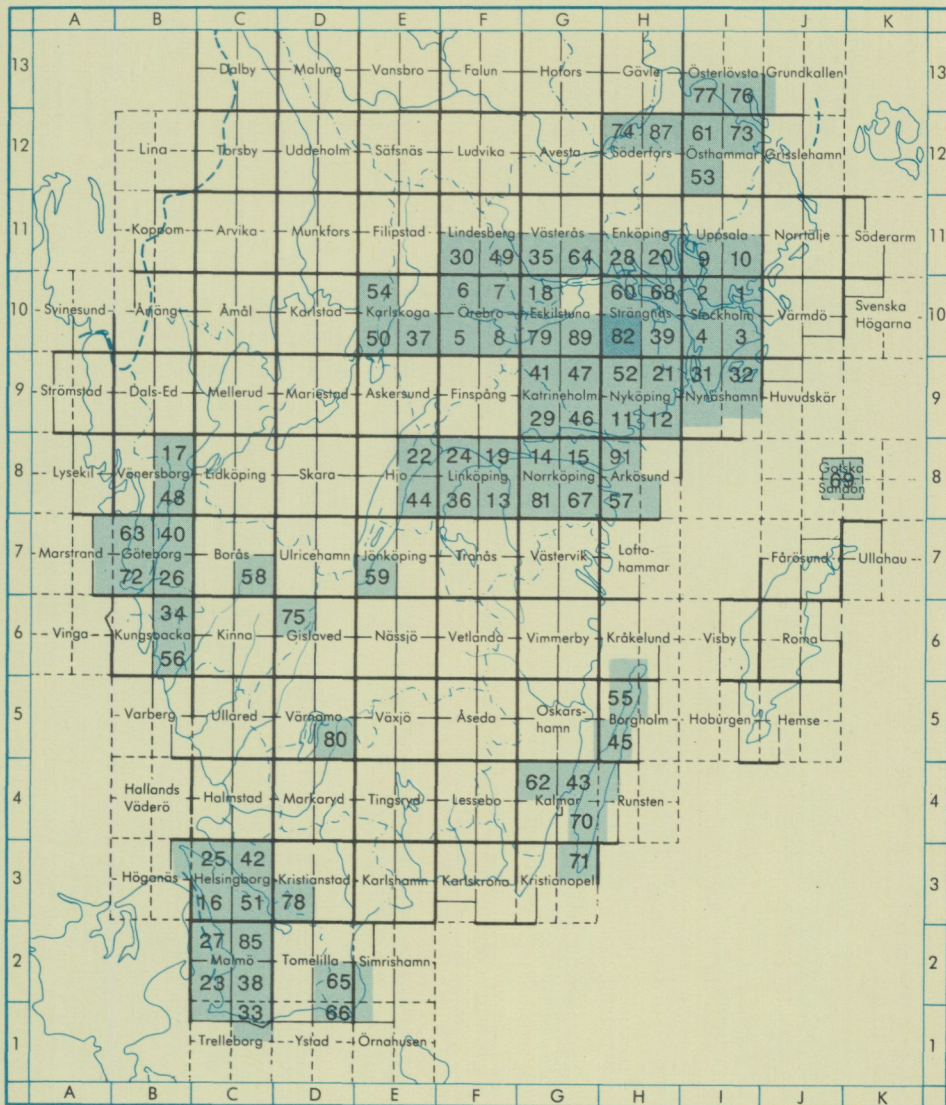 A B C D E F G H I J K
13 Dalby Malung Vansbro Falun Hofors Gävle Österlövsta Grundkallen 13
77 76
74 87 61 73
12 Lina Torsby Uddeholm Säfsnäs Ludvika Avesta Söderfors Östhammar Grisslehamn 12
53
11 Koppom Arvika Munkfors Filipstad Lindesberg Västerås Enköping Uppsala Norrtälje Söderarm 11
30 49 35 64 28 20 9 10
54 6 7 18 60 68 2 1
10 Svinesund Årjäng Åmål Karlstad Karlskoga Örebro Eskilstuna Strängnäs Stockholm Värmdö Svenska Högarna 10
50 37 5 8 79 89 82 39 4 3
41 47 52 21 31 32
9 Strömstad Dals-Ed Mellerud Mariestad Askersund Finspång Katrineholm Nyköping Nynäshamn Huvudskär 9
29 46 11 12
17 22 24 19 14 15 91
8 Lysekil Vänersborg Lidköping Skara Hjo Linköping Norrköping Arkösund Gotska Sandön 8
69
48 44 36 13 81 67 57
63 40
7 Marstrand Göteborg Borås Ulricehamn Jönköping Tranås Västervik Lofta- Fårösund Ullahau 7
hammar
72 26 58 59
34 75
6 Vinga Kungsbacka Kinna Gislaved Nässjö Vetlanda Vimmerby Kråkelund Visby Roma 6
56
55
5 Varberg Ullared Värnamo Växjö Åseda Oskars- Borgholm Hoburgen Hemse 5
hamn
80 45
62 43
4 Hallands Halmstad Markaryd Tingsryd Lessebo Kalmar Runsten 4
Väderö
70
25 42 71
3 Höganäs Helsingborg Kristianstad Karlshamn Karlskrona Kristianopel 3
16 51 78
27 85
2 Malmö Tomelilla Simrishamn 2
23 38 65
33 66
1 Trelleborg Ystad Örnahusen 1
A B C D E F G H I J K